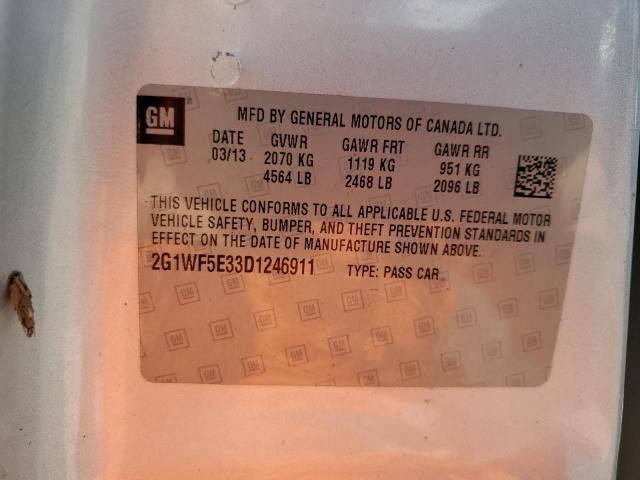 GM
MFD BY GENERAL MOTORS OF CANADA LTD.
DATE GVWR GAWR FRT GAWR RR
03/13 2070 KG 1119 KG 951 KG
4564 LB 2468 LB 2096 LB
THIS VEHICLE CONFORMS TO ALL APPLICABLE U.S. FEDERAL MOTOR
VEHICLE SAFETY, BUMPER, AND THEFT PREVENTION STANDARDS IN
EFFECT ON THE DATE OF MANUFACTURE SHOWN ABOVE.
2G1WF5E33D1246911 TYPE: PASS CAR